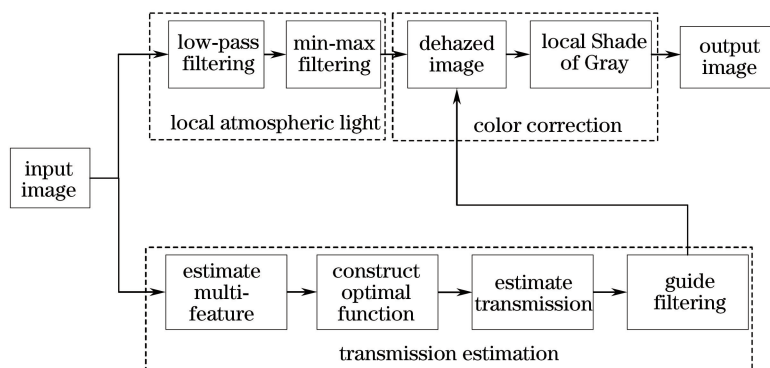 low-pass
filtering
min-max
filtering
local atmospheric light
dehazed
image
local Shade
of Gray
color correction
output
image
input
image
estimate
multi-
feature
construct
optimal
function
estimate
transmission
guide
filtering
transmission estimation